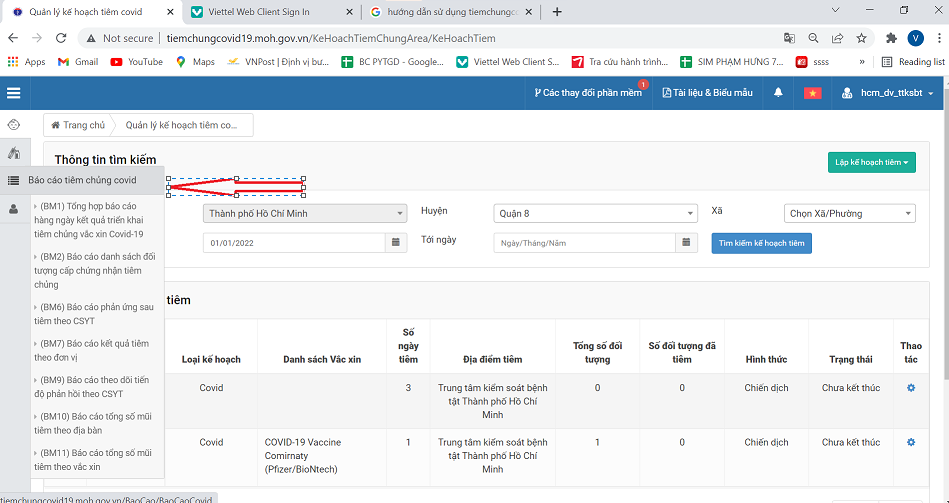 Quản lý kế hoạch tiêm covid
Viettel Web Client Sign In
hướng dẫn sử dụng tiemchungco
Not secure
tiemchungcovid19.moh.gov.vn/KeHoachTiemChungArea/KeHoachTiem
V
Apps
Gmail
YouTube
Maps
VNPost | Định vị bư...
BC PYTGD - Google...
Viettel Web Client S...
Tra cứu hành trình...
SIM PHẠM HƯNG 7...
ssss
»
Reading list
Các thay đổi phần mềm
1
Tài liệu & Biểu mẫu
hcm_dv_ttksbt
Trang chủ
Quản lý kế hoạch tiêm co...
Thông tin tìm kiếm
Lập kế hoạch tiêm
Báo cáo tiêm chủng covid
Thành phố Hồ Chí Minh
Huyện
Quận 8
Xã
Chọn Xã/Phường
01/01/2022
Tới ngày
Ngày/Tháng/Năm
Tìm kiếm kế hoạch tiêm
(BM1) Tổng hợp báo cáo
hàng ngày kết quả triển khai
tiêm chủng vắc xin Covid-19
(BM2) Báo cáo danh sách đối
tượng cấp chứng nhận tiêm
chủng
(BM6) Báo cáo phản ứng sau
tiêm theo CSYT
(BM7) Báo cáo kết quả tiêm
theo đơn vị
(BM9) Báo cáo theo dõi tiến
độ phản hồi theo CSYT
(BM10) Báo cáo tổng số mũi
tiêm theo địa bàn
(BM11) Báo cáo tổng số mũi
tiêm theo vắc xin
tiêm
Loại kế hoạch
Danh sách Vắc xin
Số
ngày
tiêm
Địa điểm tiêm
Tổng số đối
tượng
Số đối tượng đã
tiêm
Hình thức
Trạng thái
Thao
tác
Covid
3
Trung tâm kiểm soát bệnh
tật Thành phố Hồ Chí
Minh
0
0
Chiến dịch
Chưa kết thúc
Covid
COVID-19 Vaccine
Comirnaty
(Pfizer/BioNtech)
1
Trung tâm kiểm soát bệnh
tật Thành phố Hồ Chí
Minh
1
0
Chiến dịch
Chưa kết thúc
tiemchungcovid19.moh.gov.vn/BaoCao/BaoCaoCovid